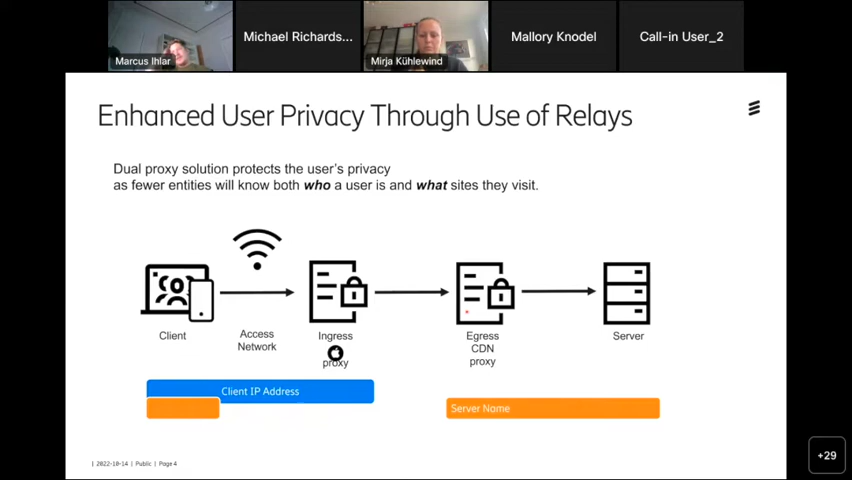 Marcus Ihlar
Michael Richards...
Mirja Kühlewind
Mallory Knodel
Call-in User_2
Enhanced User Privacy Through Use of Relays
Dual proxy solution protects the user's privacy
as fewer entities will know both who a user is and what sites they visit.
Client
Access
Network
Ingress
proxy
Egress
CDN
proxy
Server
Client IP Address
Server Name
| 2022-10-14 | Public | Page 4
+29